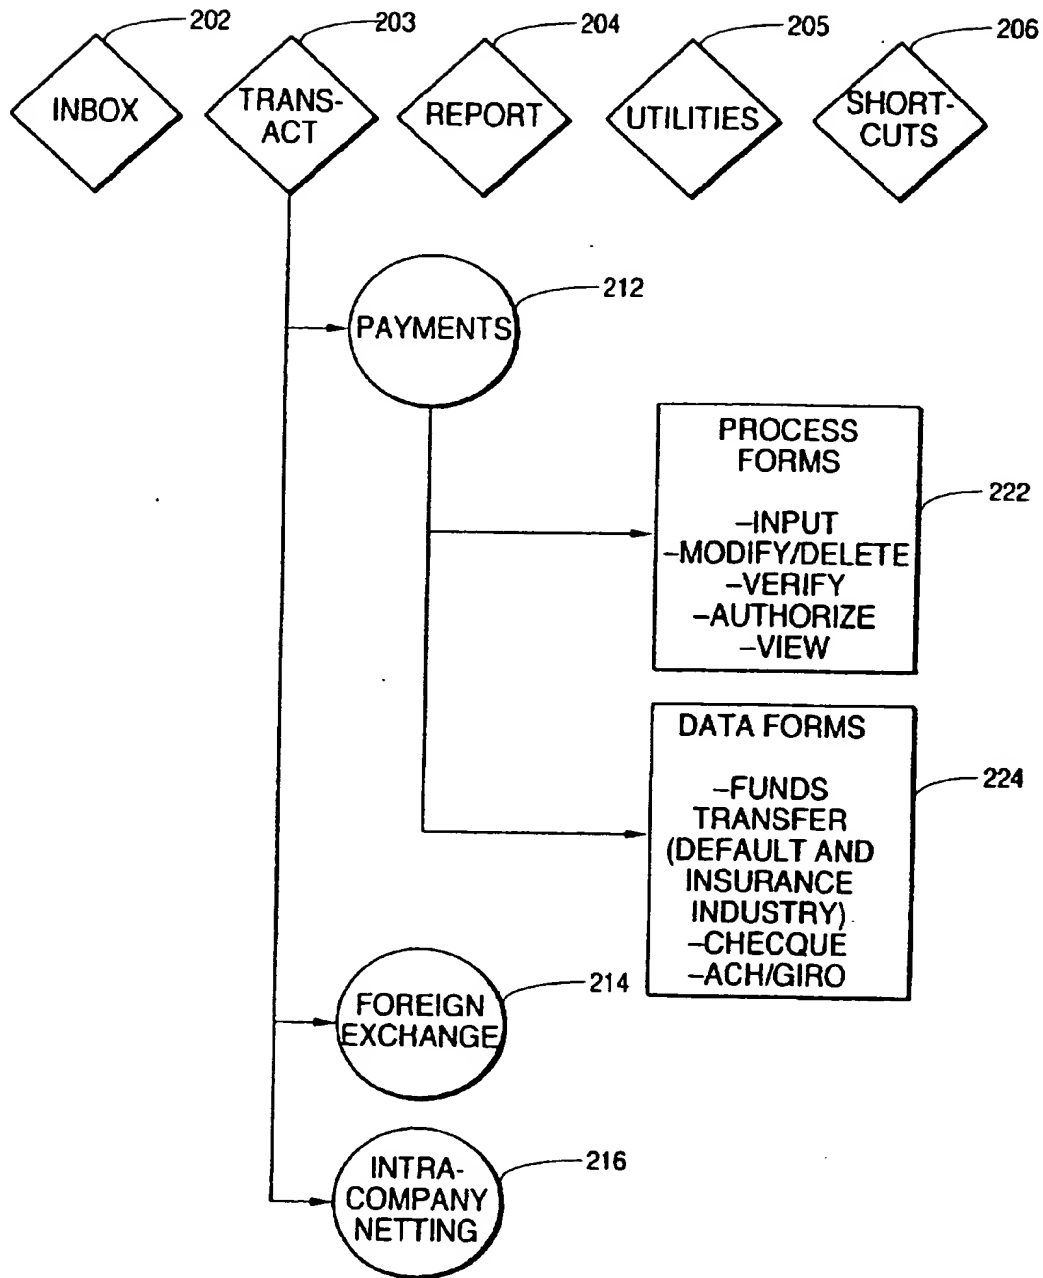 202
203
204
205
206
INBOX
TRANS-
ACT
REPORT
UTILITIES
SHORT-
CUTS
212
PAYMENTS
PROCESS
FORMS
222
–INPUT
–MODIFY/DELETE
–VERIFY
–AUTHORIZE
–VIEW
DATA FORMS
224
–FUNDS
TRANSFER
(DEFAULT AND
INSURANCE
INDUSTRY)
–CHECQUE
–ACH/GIRO
214
FOREIGN
EXCHANGE
216
INTRA-
COMPANY
NETTING